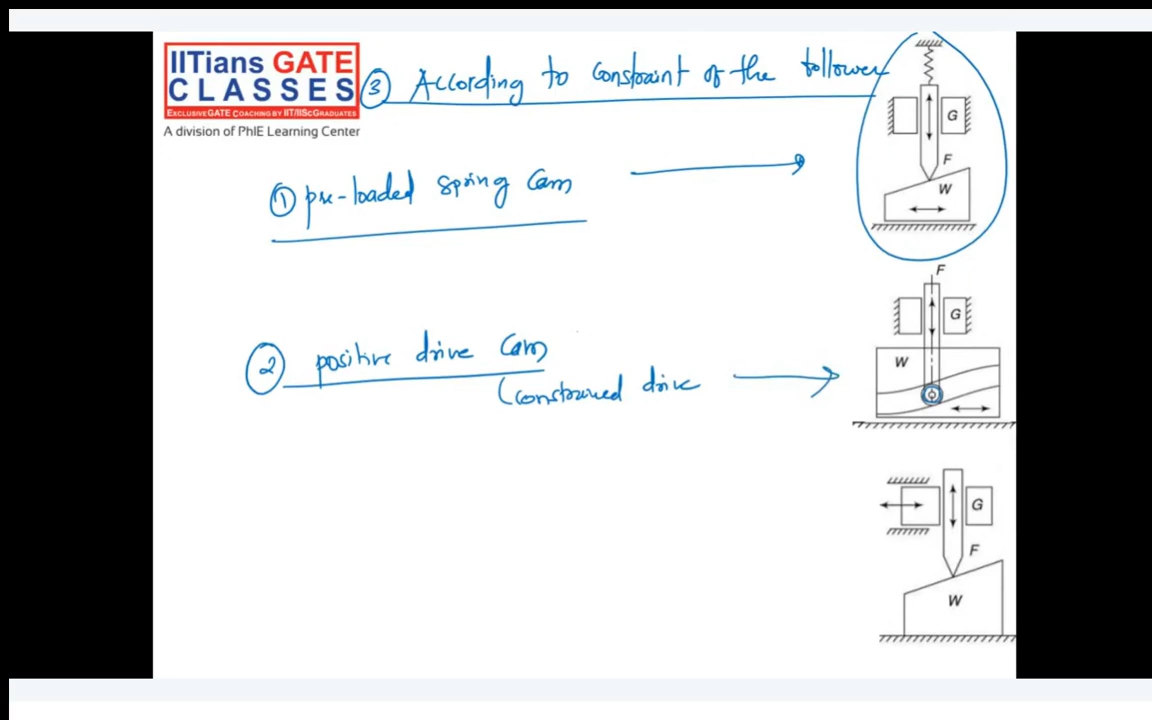 IITians GATE
CLASSES
EXCLUSIVE GATE COACHING BY IIT/IISc GRADUATES
A division of PhIE Learning Center
③ According to Constraint of the follower
① pre-loaded spring Cam
G
F
W
② positive drive Cam
(constrained drive
F
G
W
G
F
W